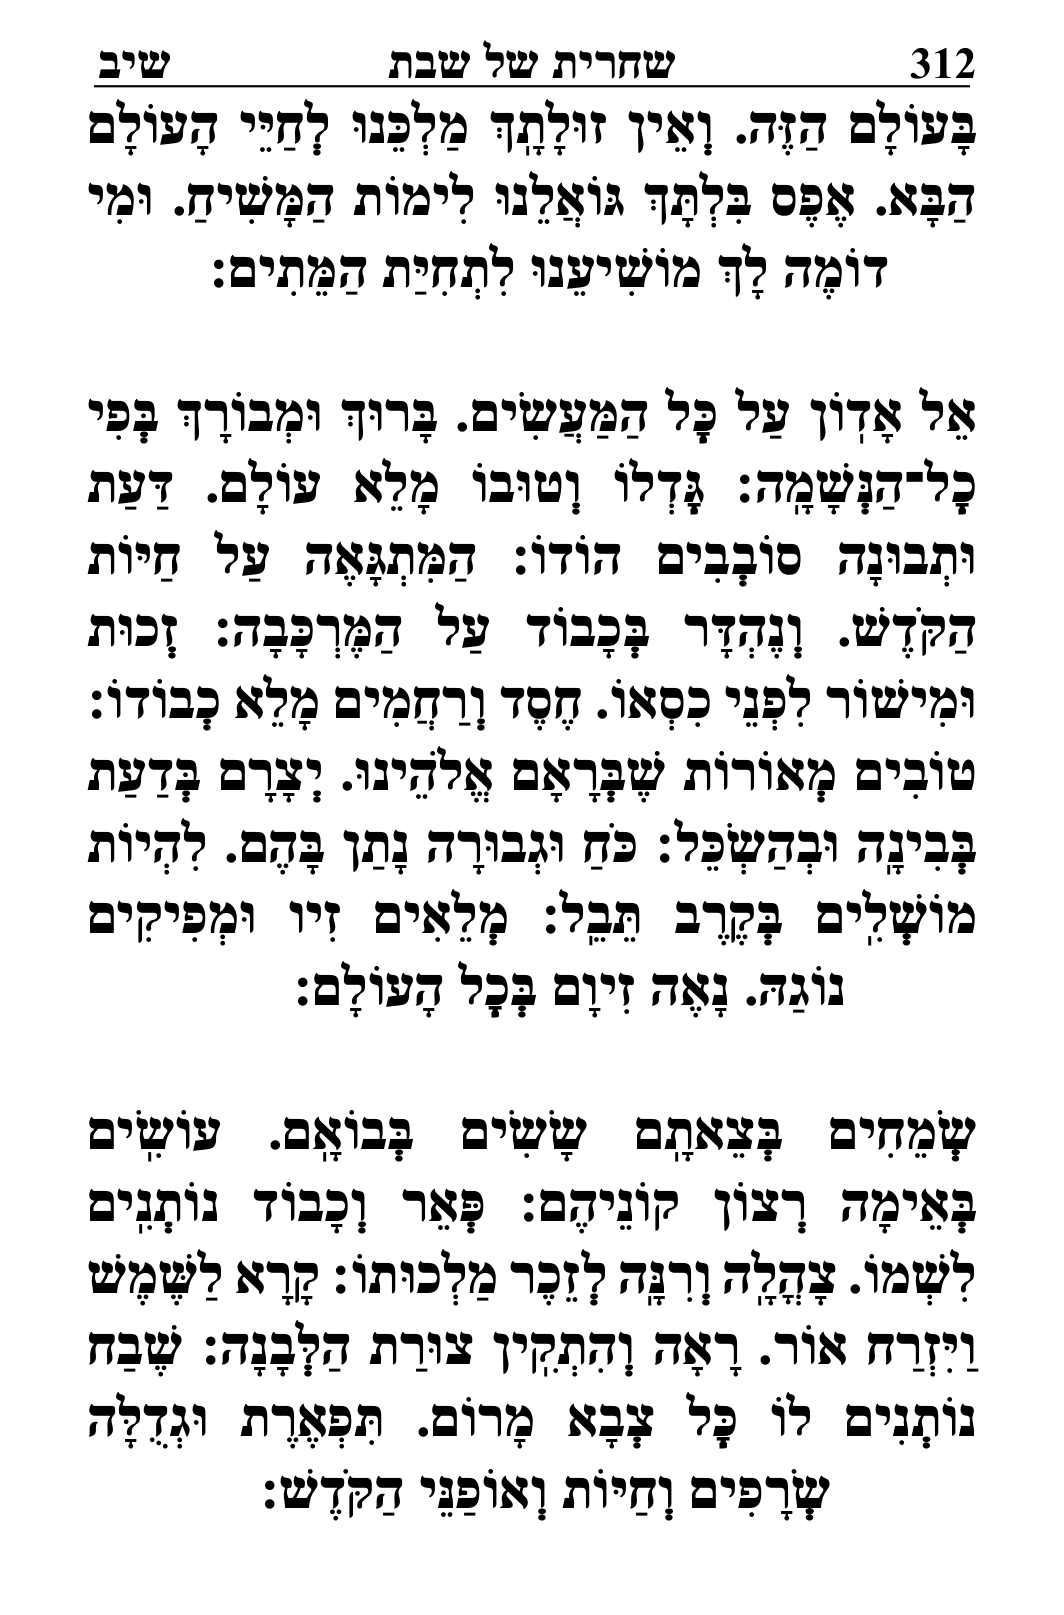 312 שחרית של שבת שיב
בָּעוֹלָם הַזֶּה. וְאֵין זוּלָתָךְ מַלְכֵּנוּ לְחַיֵּי הָעוֹלָם
הַבָּא. אֶפֶס בִּלְתָּךְ גּוֹאֲלֵנוּ לִימוֹת הַמָּשִׁיחַ. וּמִי
דוֹמֶה לָךְ מוֹשִׁיעֵנוּ לִתְחִיַּת הַמֵּתִים:
אֵל אָדוֹן עַל כָּל הַמַּעֲשִׂים. בָּרוּךְ וּמְבוֹרָךְ בְּפִי
כָל־הַנְּשָׁמָה: גָּדְלוֹ וְטוּבוֹ מָלֵא עוֹלָם. דַּעַת
וּתְבוּנָה סוֹבְבִים הוֹדוֹ: הַמִּתְגָּאֶה עַל חַיּוֹת
הַקֹּדֶשׁ. וְנֶהְדָּר בְּכָבוֹד עַל הַמֶּרְכָּבָה: זְכוּת
וּמִישׁוֹר לִפְנֵי כִסְאוֹ. חֶסֶד וְרַחֲמִים מָלֵא כְבוֹדוֹ:
טוֹבִים מְאוֹרוֹת שֶׁבְּרָאָם אֱלֹהֵינוּ. יְצָרָם בְּדַעַת
בְּבִינָה וּבְהַשְׂכֵּל: כֹּחַ וּגְבוּרָה נָתַן בָּהֶם. לִהְיוֹת
מוֹשְׁלִים בְּקֶרֶב תֵּבֵל: מְלֵאִים זִיו וּמְפִיקִים
נוֹגַהּ. נָאֶה זִיוָם בְּכָל הָעוֹלָם:
שְׂמֵחִים בְּצֵאתָם שָׂשִׂים בְּבוֹאָם. עוֹשִׂים
בְּאֵימָה רְצוֹן קוֹנֵיהֶם: פְּאֵר וְכָבוֹד נוֹתְנִים
לִשְׁמוֹ. צָהֳלָה וְרִנָּה לְזֵכֶר מַלְכוּתוֹ: קָרָא לַשֶּׁמֶשׁ
וַיִּזְרַח אוֹר. רָאָה וְהִתְקִין צוּרַת הַלְּבָנָה: שֶׁבַח
נוֹתְנִים לוֹ כָּל צְבָא מָרוֹם. תִּפְאֶרֶת וּגְדֻלָּה
שְׂרָפִים וְחַיּוֹת וְאוֹפַנֵּי הַקֹּדֶשׁ: